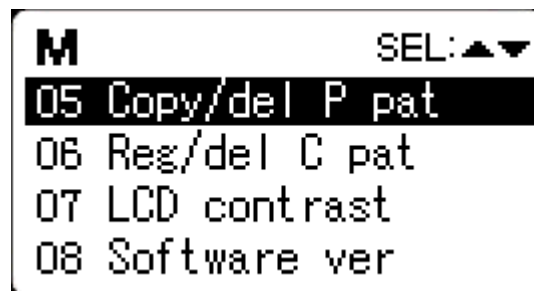 M SEL:▲▼
05 Copy/del P pat
06 Reg/del C pat
07 LCD contrast
08 Software ver